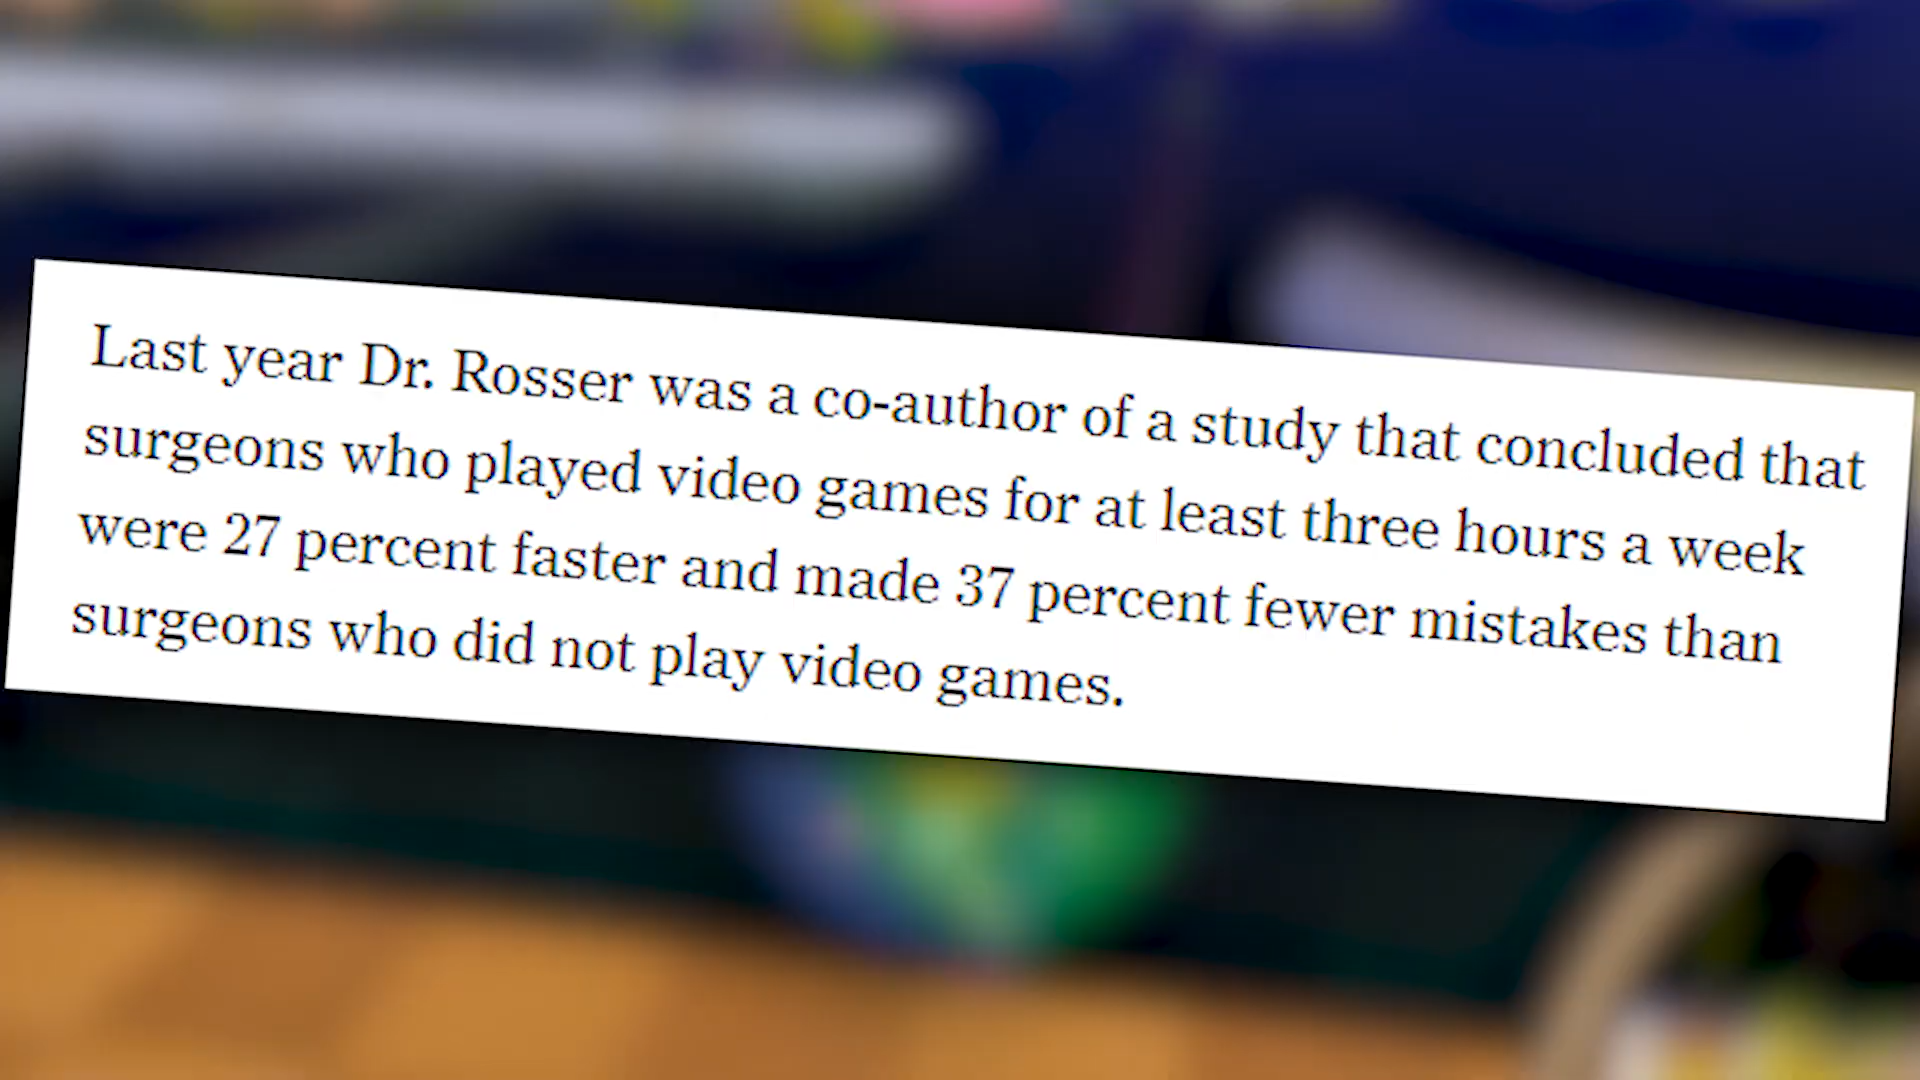 Last year Dr. Rosser was a co-author of a study that concluded that
surgeons who played video games for at least three hours a week
were 27 percent faster and made 37 percent fewer mistakes than
surgeons who did not play video games.